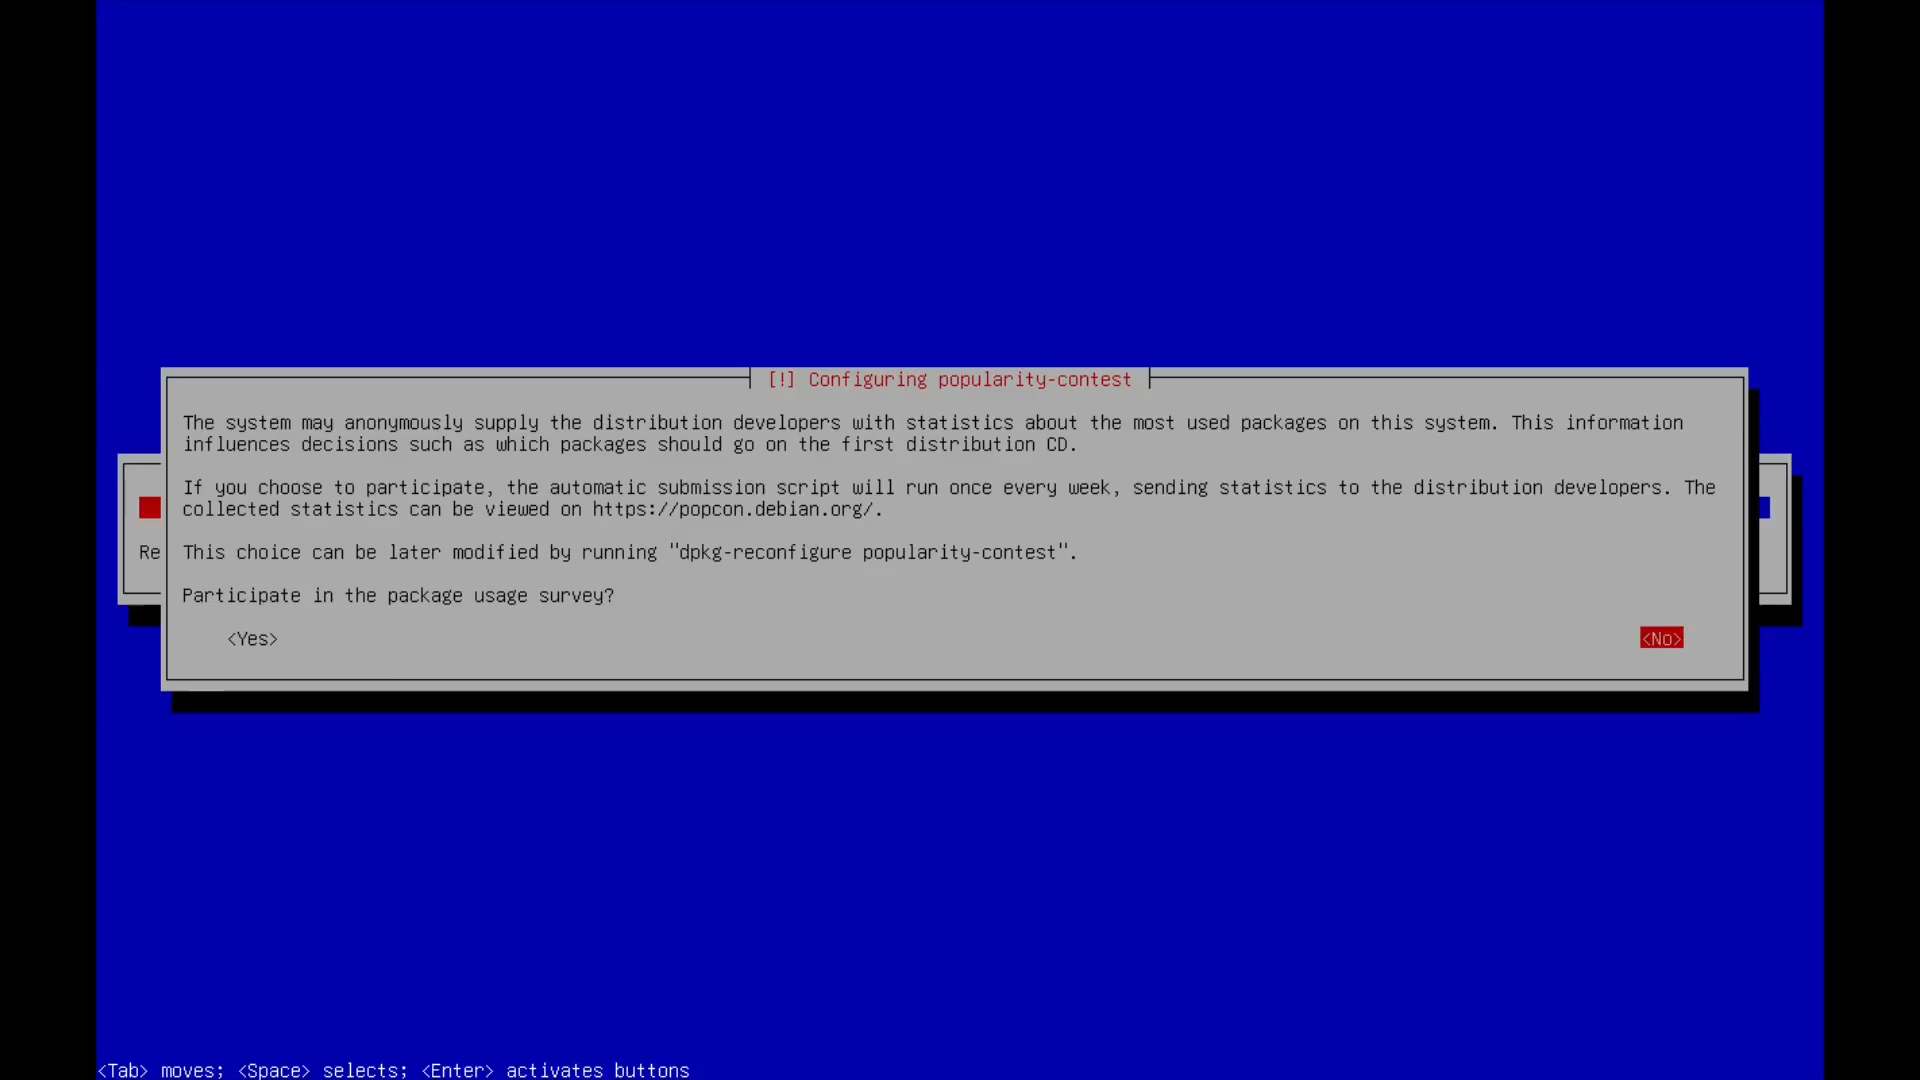 [!] Configuring popularity-contest
The system may anonymously supply the distribution developers with statistics about the most used packages on this system. This information
influences decisions such as which packages should go on the first distribution CD.
If you choose to participate, the automatic submission script will run once every week, sending statistics to the distribution developers. The
collected statistics can be viewed on https://popcon.debian.org/.
Re
This choice can be later modified by running "dpkg-reconfigure popularity-contest".
Participate in the package usage survey?
<Yes> <No>
<Tab> moves; <Space> selects; <Enter> activates buttons